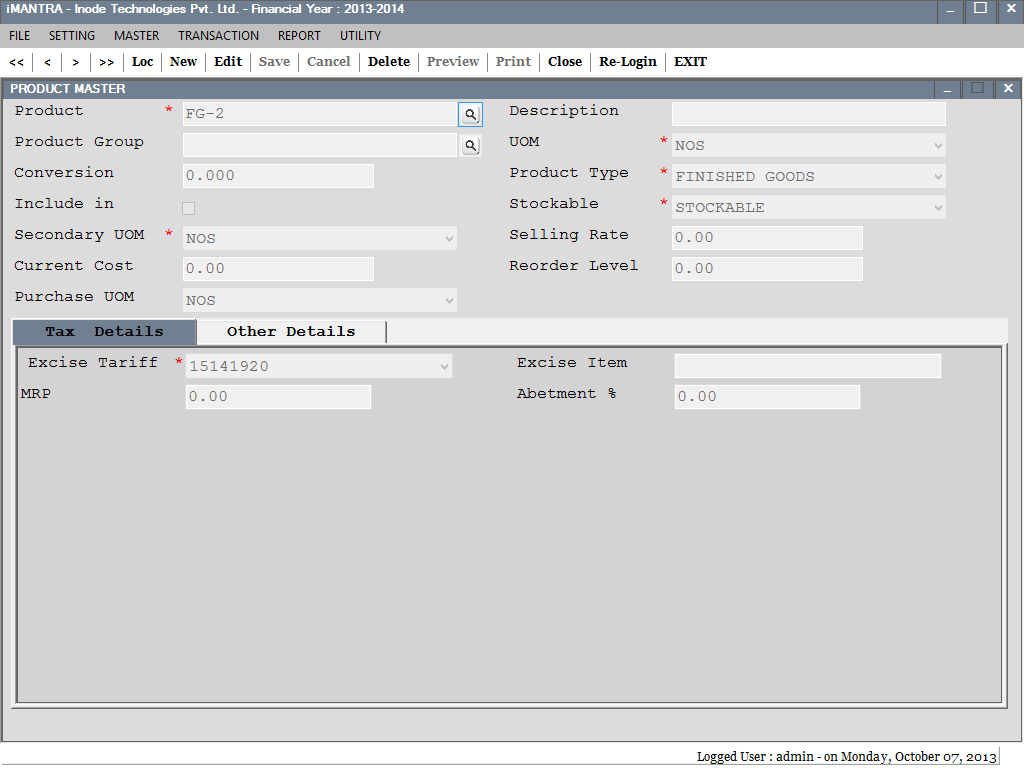 iMANTRA - Inode Technologies Pvt. Ltd. - Financial Year : 2013-2014
FILE SETTING MASTER TRANSACTION REPORT UTILITY
<< < > >> Loc New Edit Save Cancel Delete Preview Print Close Re-Login EXIT
PRODUCT MASTER
Product * FG-2 Description
Product Group UOM * NOS
Conversion 0.000 Product Type * FINISHED GOODS
Include in Stockable * STOCKABLE
Secondary UOM * NOS Selling Rate 0.00
Current Cost 0.00 Reorder Level 0.00
Purchase UOM NOS
Tax Details Other Details
Excise Tariff * 15141920 Excise Item
MRP 0.00 Abetment % 0.00
Logged User : admin - on Monday, October 07, 2013